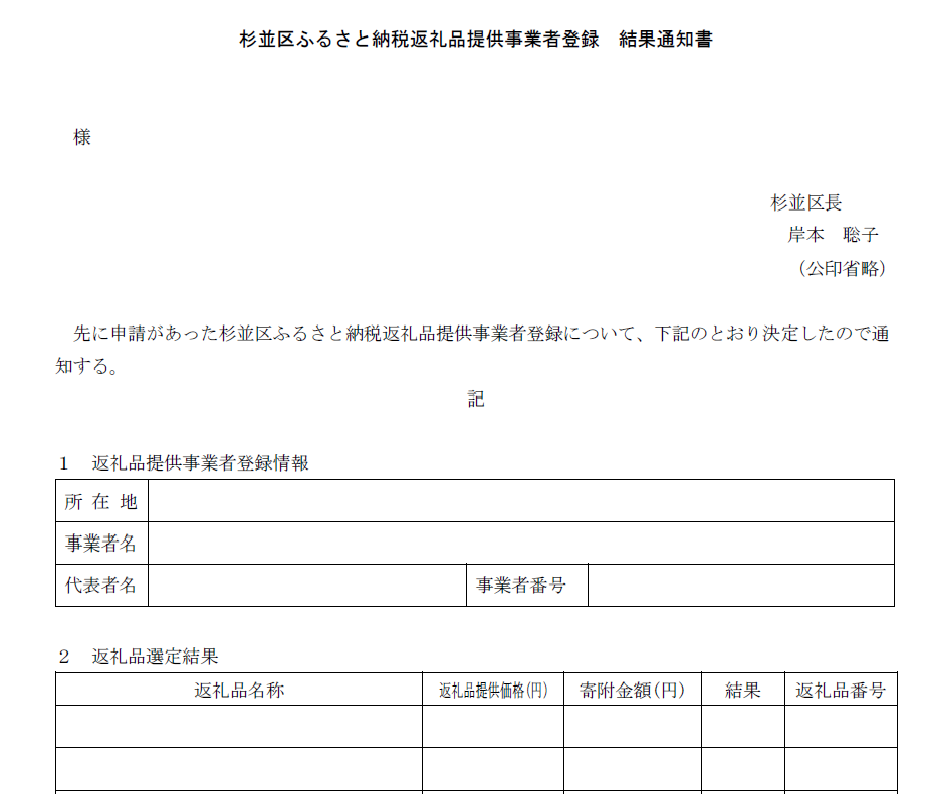 杉並区ふるさと納税返礼品提供事業者登録　結果通知書
様
杉並区長
岸本　聡子
（公印省略）
先に申請があった杉並区ふるさと納税返礼品提供事業者登録について、下記のとおり決定したので通
知する。
記
１　返礼品提供事業者登録情報
所 在 地
事業者名
代表者名　事業者番号
２　返礼品選定結果
返礼品名称　返礼品提供価格(円)　寄附金額(円)　結果　返礼品番号